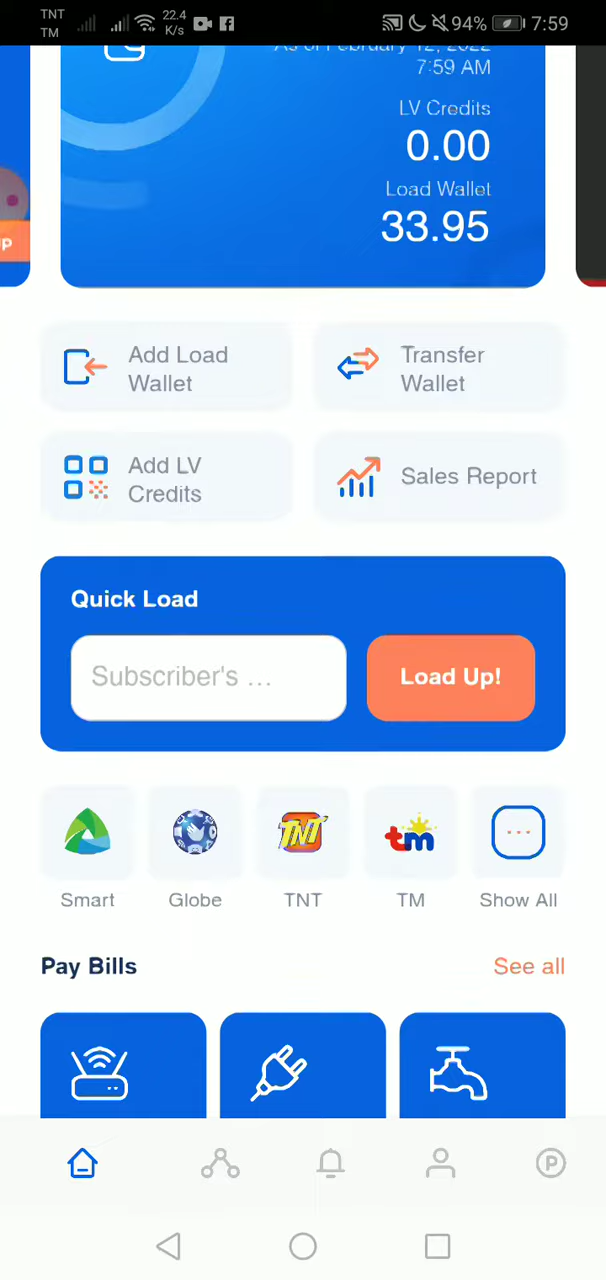 TNT
TM
22.4
K/s
94%
7:59
As of February 12, 2022
7:59 AM
LV Credits
0.00
Load Wallet
33.95
Add Load
Wallet
Transfer
Wallet
Add LV
Credits
Sales Report
Quick Load
Subscriber's ...
Load Up!
TNT
tm
Smart
Globe
TNT
TM
Show All
Pay Bills
See all
P